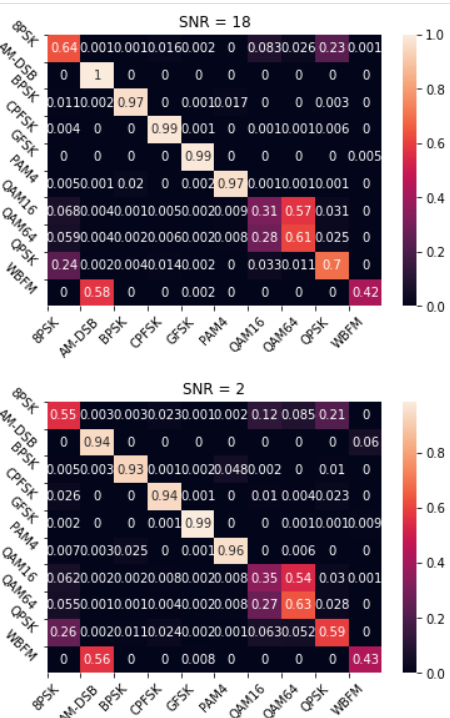 SNR = 18
8PSK 0.64 0.001 0.001 0.016 0.002 0 0.083 0.026 0.23 0.001
AM-DSB 0 1 0 0 0 0 0 0 0 0
BPSK 0.011 0.002 0.97 0 0.001 0.017 0 0 0.003 0
CPFSK 0.004 0 0 0.99 0.001 0 0.001 0.001 0.006 0
GFSK 0 0 0 0 0.99 0 0 0 0 0.005
PAM4 0.005 0.001 0.02 0 0.002 0.97 0.001 0.001 0.001 0
QAM16 0.068 0.004 0.001 0.005 0.002 0.009 0.31 0.57 0.031 0
QAM64 0.059 0.004 0.002 0.006 0.002 0.008 0.28 0.61 0.025 0
QPSK 0.24 0.002 0.004 0.014 0.002 0 0.033 0.011 0.7 0
WBFM 0 0.58 0 0 0.002 0 0 0 0 0.42
8PSK AM-DSB BPSK CPFSK GFSK PAM4 QAM16 QAM64 QPSK WBFM
1.0
0.8
0.6
0.4
0.2
0.0
SNR = 2
8PSK 0.55 0.003 0.003 0.023 0.001 0.002 0.12 0.085 0.21 0
AM-DSB 0 0.94 0 0 0 0 0 0 0 0.06
BPSK 0.005 0.003 0.93 0.001 0.002 0.048 0.002 0 0.01 0
CPFSK 0.026 0 0 0.94 0.001 0 0.01 0.004 0.023 0
GFSK 0.002 0 0 0.001 0.99 0 0 0.001 0.001 0.009
PAM4 0.007 0.003 0.025 0 0.001 0.96 0 0.006 0 0
QAM16 0.062 0.002 0.002 0.008 0.002 0.008 0.35 0.54 0.03 0.001
QAM64 0.055 0.001 0.001 0.004 0.002 0.008 0.27 0.63 0.028 0
QPSK 0.26 0.002 0.011 0.024 0.002 0.001 0.063 0.052 0.59 0
WBFM 0 0.56 0 0 0.008 0 0 0 0 0.43
8PSK M-DSB BPSK CPFSK GFSK PAM4 QAM16 QAM64 QPSK WBFM
0.8
0.6
0.4
0.2
0.0